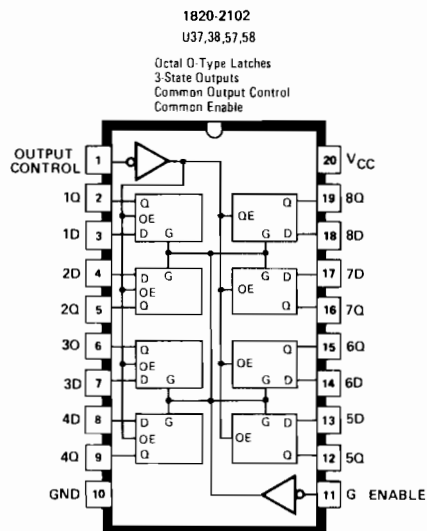 1820-2102
U37,38,57,58
Octal D-Type Latches
3-State Outputs
Common Output Control
Common Enable
OUTPUT CONTROL 1 20 VCC
1Q 2 Q Q 19 8Q
OE OE
1D 3 D G G D 18 8D
2D 4 D G G D 17 7D
OE OE
2Q 5 Q Q 16 7Q
3Q 6 Q Q 15 6Q
OE OE
3D 7 D G G D 14 6D
4D 8 D G G D 13 5D
OE OE
4Q 9 Q Q 12 5Q
GND 10 11 G ENABLE